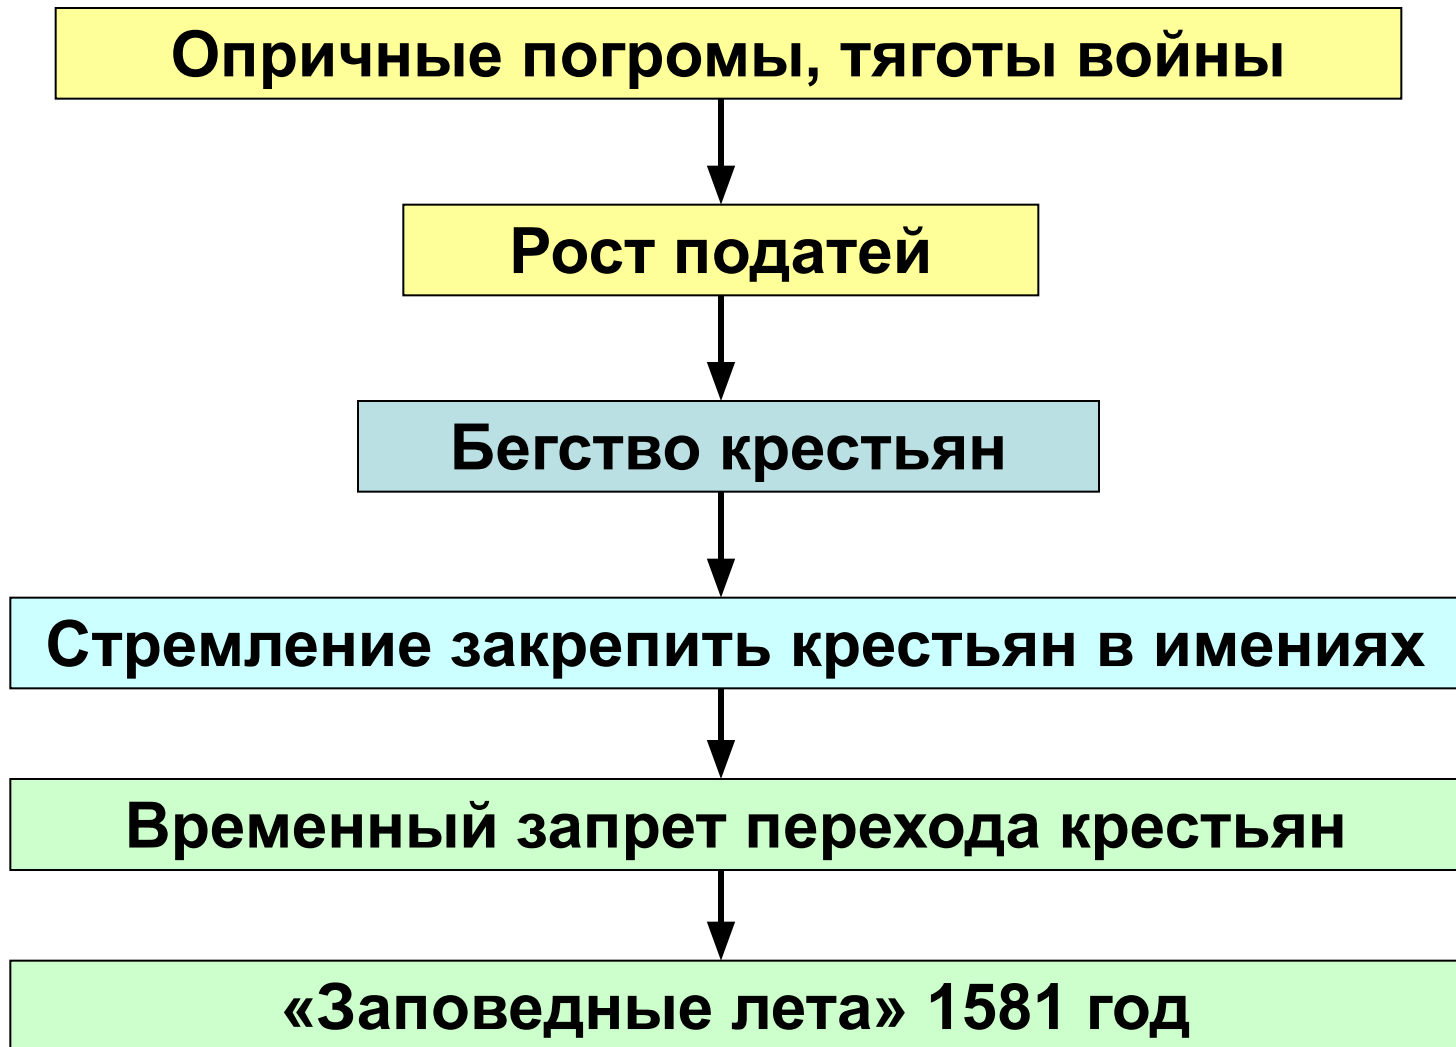 Опричные погромы, тяготы войны
Рост податей
Бегство крестьян
Стремление закрепить крестьян в имениях
Временный запрет перехода крестьян
«Заповедные лета» 1581 год